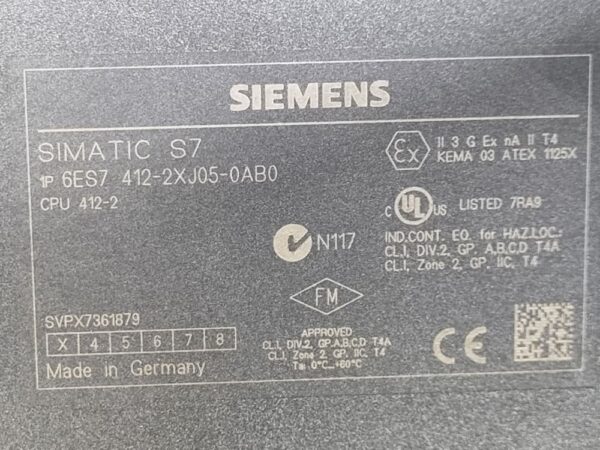 SIEMENS
SIMATIC S7
1P 6ES7 412-2XJ05-0AB0
CPU 412-2
Ex
II 3 G Ex nA II T4
KEMA 03 ATEX 1125X
C UL US LISTED 7RA9
IND.CONT. EQ. for HAZ.LOC.:
CL.I, DIV.2, GP. A,B,C,D T4A
CL.I, Zone 2, GP. IIC, T4
N117
FM
APPROVED
CL.I, DIV.2, GP. A,B,C,D T4A
CL.I, Zone 2, GP. IIC, T4
Ta: 0°C...+60°C
SVPX7361879
X 4 5 6 7 8
Made in Germany
CE